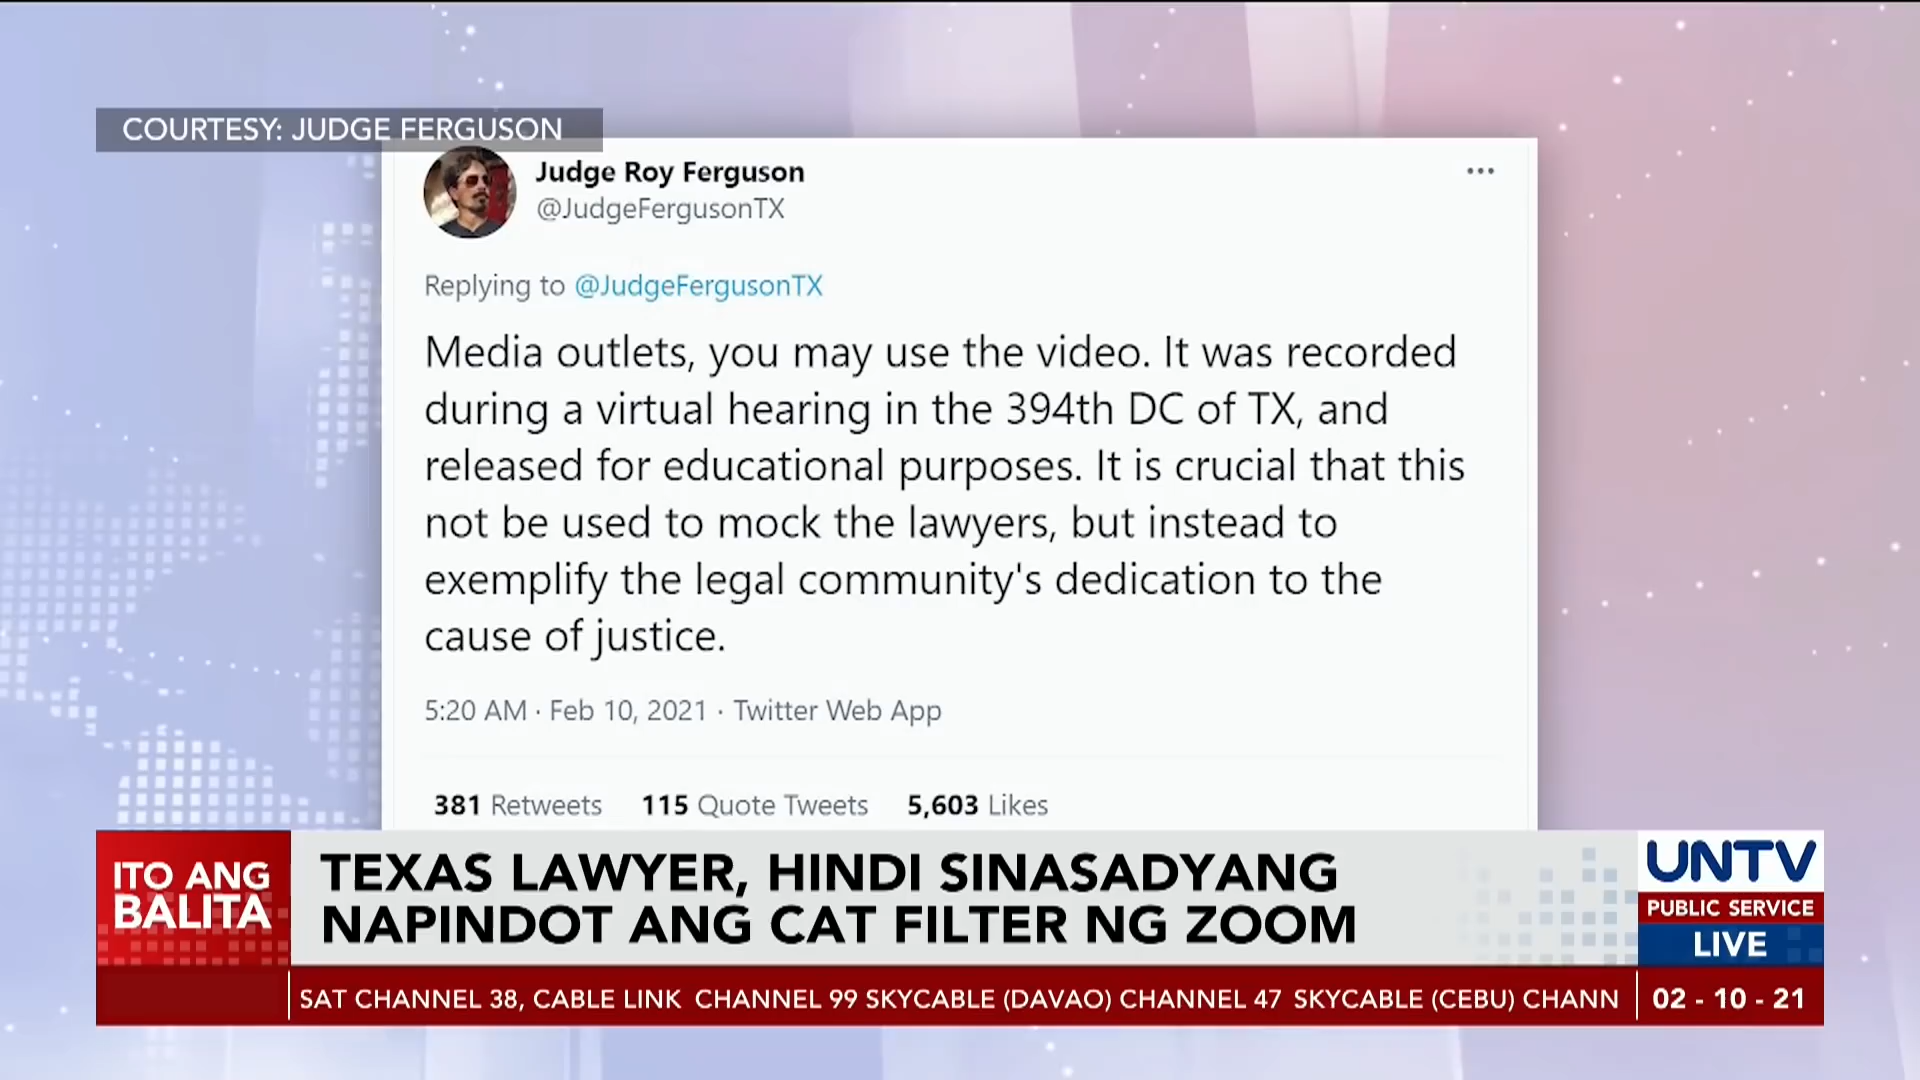 COURTESY: JUDGE FERGUSON
Judge Roy Ferguson
@JudgeFergusonTX
Replying to @JudgeFergusonTX
Media outlets, you may use the video. It was recorded
during a virtual hearing in the 394th DC of TX, and
released for educational purposes. It is crucial that this
not be used to mock the lawyers, but instead to
exemplify the legal community's dedication to the
cause of justice.
5:20 AM · Feb 10, 2021 · Twitter Web App
381 Retweets 115 Quote Tweets 5,603 Likes
ITO ANG
BALITA
TEXAS LAWYER, HINDI SINASADYANG
NAPINDOT ANG CAT FILTER NG ZOOM
UNTV
PUBLIC SERVICE
LIVE
SAT CHANNEL 38, CABLE LINK CHANNEL 99 SKYCABLE (DAVAO) CHANNEL 47 SKYCABLE (CEBU) CHANN
02 - 10 - 21